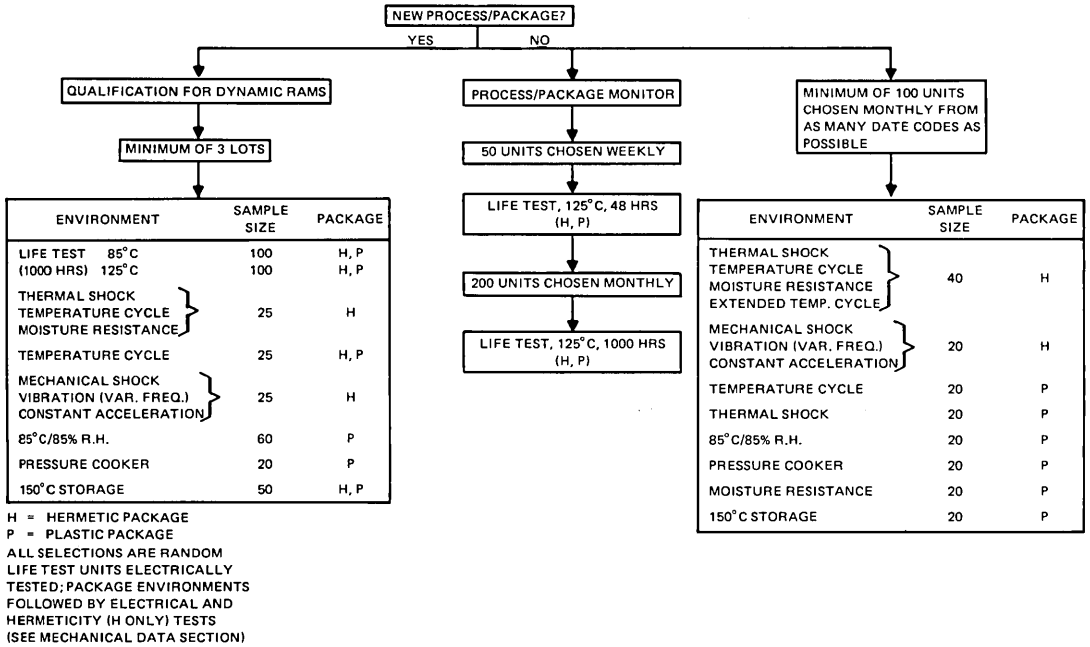 NEW PROCESS/PACKAGE?
YES NO
QUALIFICATION FOR DYNAMIC RAMS
MINIMUM OF 3 LOTS
ENVIRONMENT SAMPLE SIZE PACKAGE
LIFE TEST 85°C 100 H, P
(1000 HRS) 125°C 100 H, P
THERMAL SHOCK
TEMPERATURE CYCLE 25 H
MOISTURE RESISTANCE
TEMPERATURE CYCLE 25 H, P
MECHANICAL SHOCK
VIBRATION (VAR. FREQ.) 25 H
CONSTANT ACCELERATION
85°C/85% R.H. 60 P
PRESSURE COOKER 20 P
150°C STORAGE 50 H, P
H = HERMETIC PACKAGE
P = PLASTIC PACKAGE
ALL SELECTIONS ARE RANDOM
LIFE TEST UNITS ELECTRICALLY
TESTED; PACKAGE ENVIRONMENTS
FOLLOWED BY ELECTRICAL AND
HERMETICITY (H ONLY) TESTS
(SEE MECHANICAL DATA SECTION)
PROCESS/PACKAGE MONITOR
50 UNITS CHOSEN WEEKLY
LIFE TEST, 125°C, 48 HRS
(H, P)
200 UNITS CHOSEN MONTHLY
LIFE TEST, 125°C, 1000 HRS
(H, P)
MINIMUM OF 100 UNITS
CHOSEN MONTHLY FROM
AS MANY DATE CODES AS
POSSIBLE
ENVIRONMENT SAMPLE SIZE PACKAGE
THERMAL SHOCK
TEMPERATURE CYCLE
MOISTURE RESISTANCE 40 H
EXTENDED TEMP. CYCLE
MECHANICAL SHOCK
VIBRATION (VAR. FREQ.) 20 H
CONSTANT ACCELERATION
TEMPERATURE CYCLE 20 P
THERMAL SHOCK 20 P
85°C/85% R.H. 20 P
PRESSURE COOKER 20 P
MOISTURE RESISTANCE 20 P
150°C STORAGE 20 P